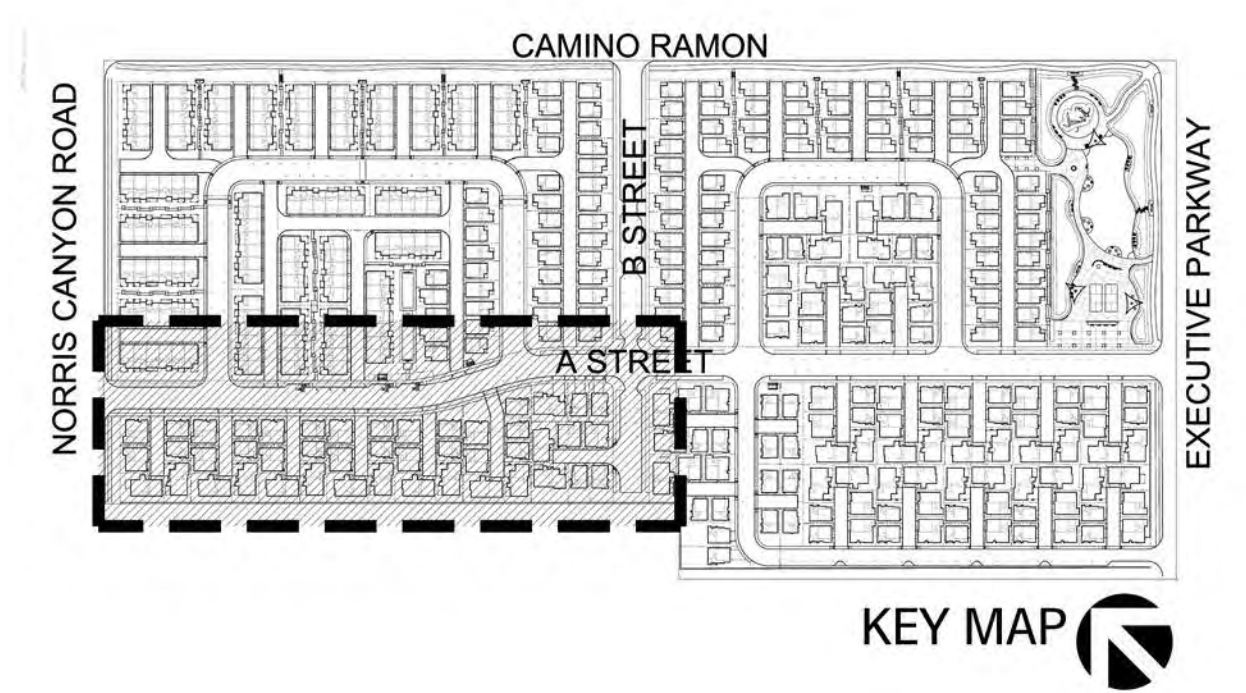 CAMINO RAMON
NORRIS CANYON ROAD
B STREET
EXECUTIVE PARKWAY
A STREET
KEY MAP